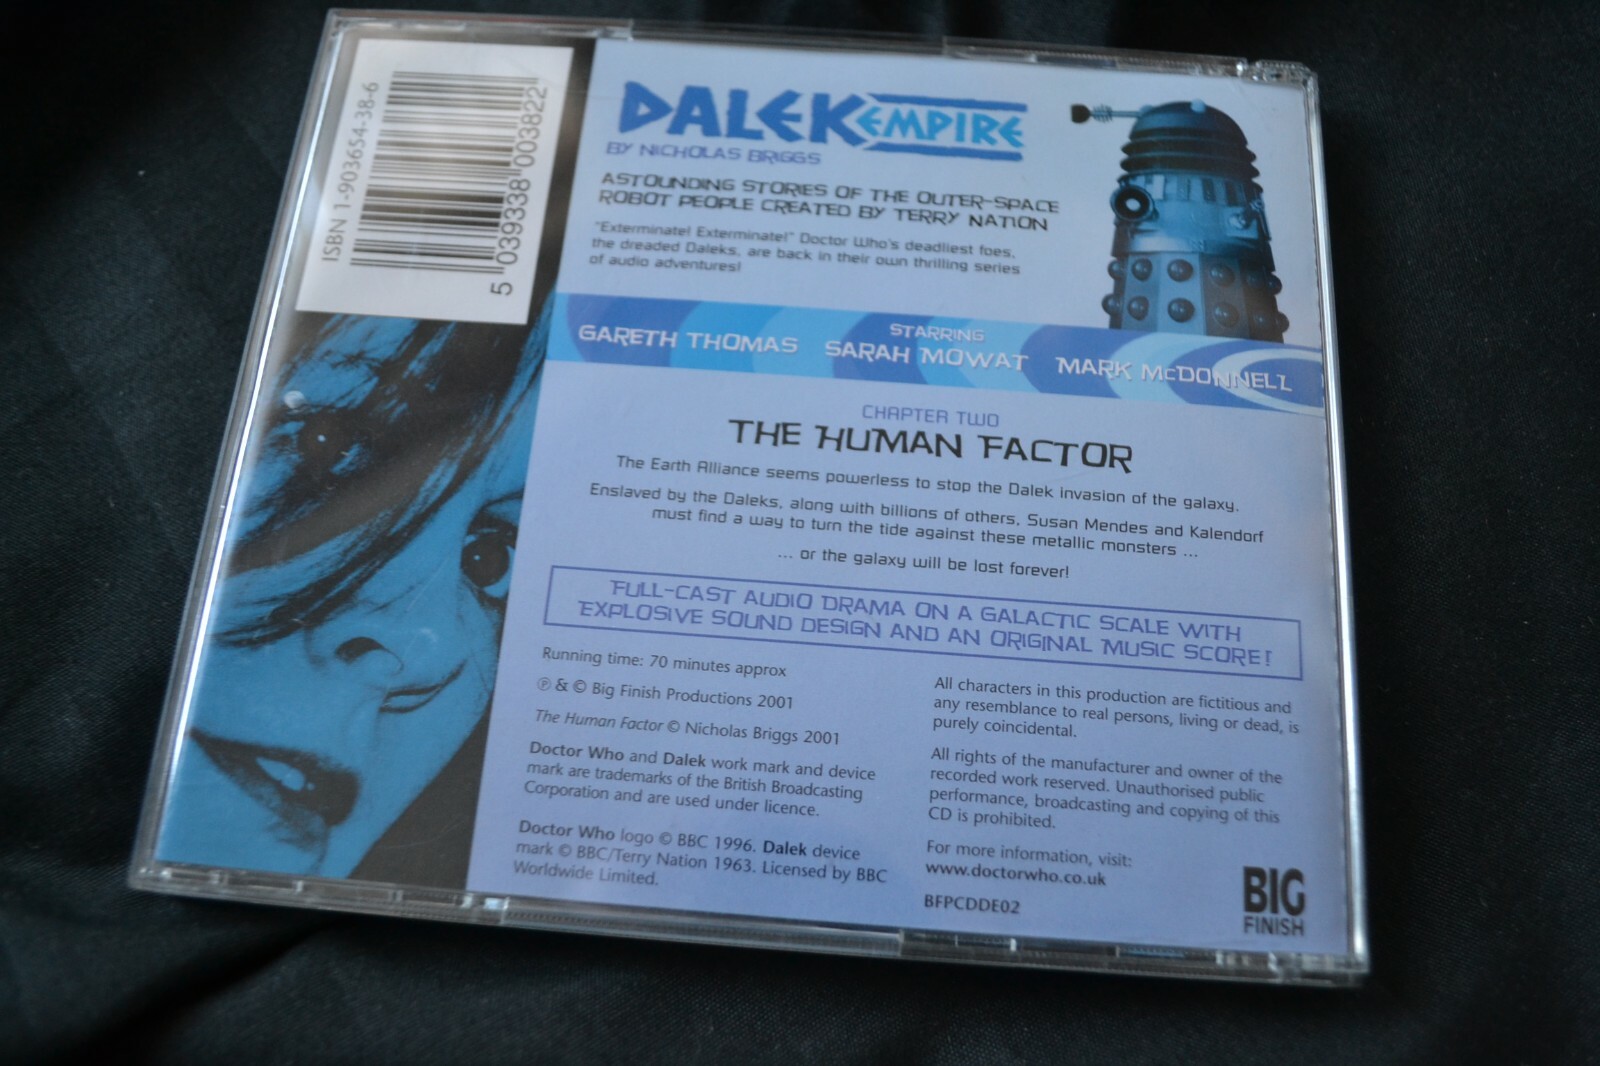 ISBN 1-903654-38-6
5 039338 003822
DALEK EMPIRE
BY NICHOLAS BRIGGS
ASTOUNDING STORIES OF THE OUTER-SPACE
ROBOT PEOPLE CREATED BY TERRY NATION
"Exterminate! Exterminate!" Doctor Who's deadliest foes,
the dreaded Daleks, are back in their own thrilling series
of audio adventures!
STARRING
GARETH THOMAS SARAH MOWAT MARK McDONNELL
CHAPTER TWO
THE HUMAN FACTOR
The Earth Alliance seems powerless to stop the Dalek invasion of the galaxy.
Enslaved by the Daleks, along with billions of others, Susan Mendes and Kalendorf
must find a way to turn the tide against these metallic monsters ...
... or the galaxy will be lost forever!
FULL-CAST AUDIO DRAMA ON A GALACTIC SCALE WITH
EXPLOSIVE SOUND DESIGN AND AN ORIGINAL MUSIC SCORE!
Running time: 70 minutes approx
℗ & © Big Finish Productions 2001
The Human Factor © Nicholas Briggs 2001
Doctor Who and Dalek work mark and device
mark are trademarks of the British Broadcasting
Corporation and are used under licence.
Doctor Who logo © BBC 1996. Dalek device
mark © BBC/Terry Nation 1963. Licensed by BBC
Worldwide Limited.
All characters in this production are fictitious and
any resemblance to real persons, living or dead, is
purely coincidental.
All rights of the manufacturer and owner of the
recorded work reserved. Unauthorised public
performance, broadcasting and copying of this
CD is prohibited.
For more information, visit:
www.doctorwho.co.uk
BFPCDDE02
BIG
FINISH